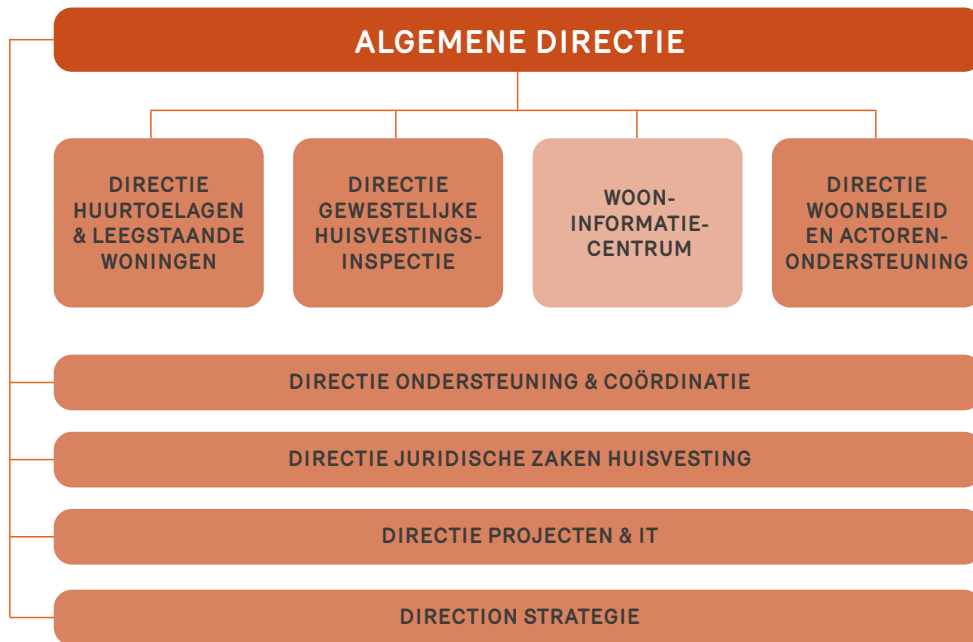 ALGEMENE DIRECTIE
DIRECTIE
HUURTOELAGEN
& LEEGSTAANDE
WONINGEN
DIRECTIE
GEWESTELIJKE
HUISVESTINGS-
INSPECTIE
WOON-
INFORMATIE-
CENTRUM
DIRECTIE
WOONBELEID
EN ACTOREN-
ONDERSTEUNING
DIRECTIE ONDERSTEUNING & COÖRDINATIE
DIRECTIE JURIDISCHE ZAKEN HUISVESTING
DIRECTIE PROJECTEN & IT
DIRECTION STRATEGIE